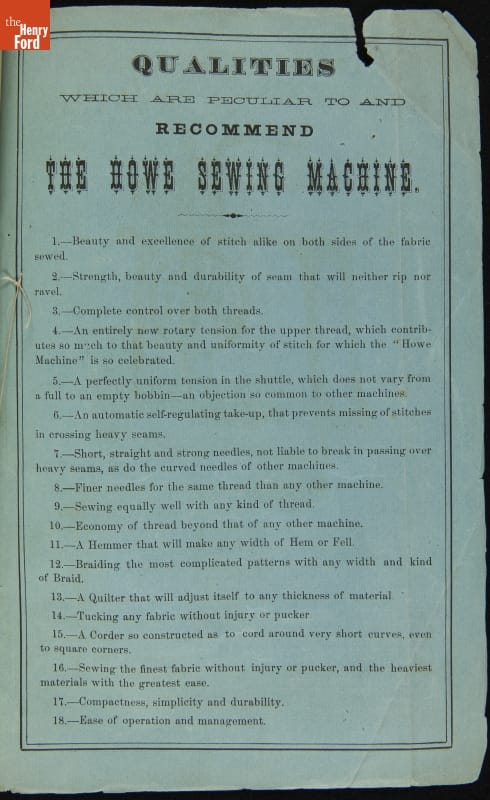 the
Henry
Ford
QUALITIES
WHICH ARE PECULIAR TO AND
RECOMMEND
THE HOWE SEWING MACHINE.
1.—Beauty and excellence of stitch alike on both sides of the fabric
sewed.
2.—Strength, beauty and durability of seam that will neither rip nor
ravel.
3.—Complete control over both threads.
4.—An entirely new rotary tension for the upper thread, which contrib-
utes so much to that beauty and uniformity of stitch for which the "Howe
Machine" is so celebrated.
5.—A perfectly uniform tension in the shuttle, which does not vary from
a full to an empty bobbin—an objection so common to other machines.
6.—An automatic self-regulating take-up, that prevents missing of stitches
in crossing heavy seams.
7.—Short, straight and strong needles, not liable to break in passing over
heavy seams, as do the curved needles of other machines.
8.—Finer needles for the same thread than any other machine.
9.—Sewing equally well with any kind of thread.
10.—Economy of thread beyond that of any other machine.
11.—A Hemmer that will make any width of Hem or Fell.
12.—Braiding the most complicated patterns with any width and kind
of Braid.
13.—A Quilter that will adjust itself to any thickness of material.
14.—Tucking any fabric without injury or pucker
15.—A Corder so constructed as to cord around very short curves, even
to square corners.
16.—Sewing the finest fabric without injury or pucker, and the heaviest
materials with the greatest ease.
17.—Compactness, simplicity and durability.
18.—Ease of operation and management.